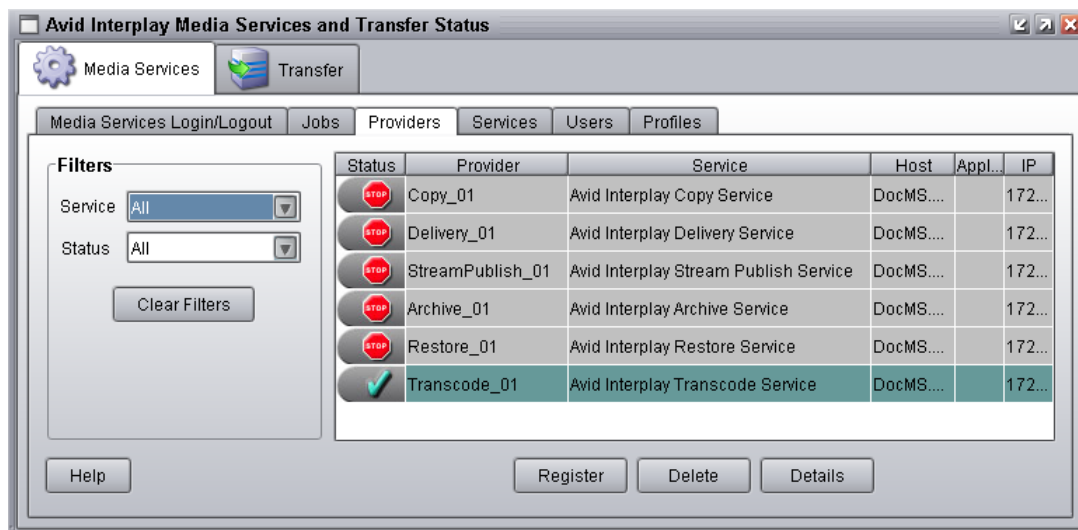 Avid Interplay Media Services and Transfer Status
Media Services Transfer
Media Services Login/Logout Jobs Providers Services Users Profiles
Filters
Service All
Status All
Clear Filters
Status Provider Service Host Appl... IP
STOP Copy_01 Avid Interplay Copy Service DocMS.... 172...
STOP Delivery_01 Avid Interplay Delivery Service DocMS.... 172...
STOP StreamPublish_01 Avid Interplay Stream Publish Service DocMS.... 172...
STOP Archive_01 Avid Interplay Archive Service DocMS.... 172...
STOP Restore_01 Avid Interplay Restore Service DocMS.... 172...
Transcode_01 Avid Interplay Transcode Service DocMS.... 172...
Help Register Delete Details